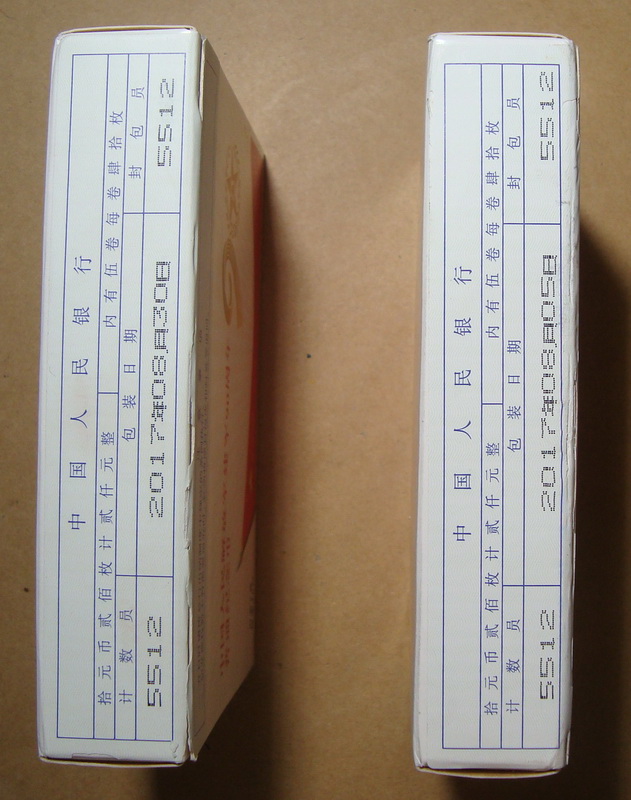 中国人民银行
拾元币贰佰枚计贰仟元整
内有伍卷每卷肆拾枚
计数员
包装日期
封包员
5512
2017年08月30日
5512
中国人民银行
拾元币贰佰枚计贰仟元整
内有伍卷每卷肆拾枚
计数员
包装日期
封包员
5512
2017年08月05日
5512